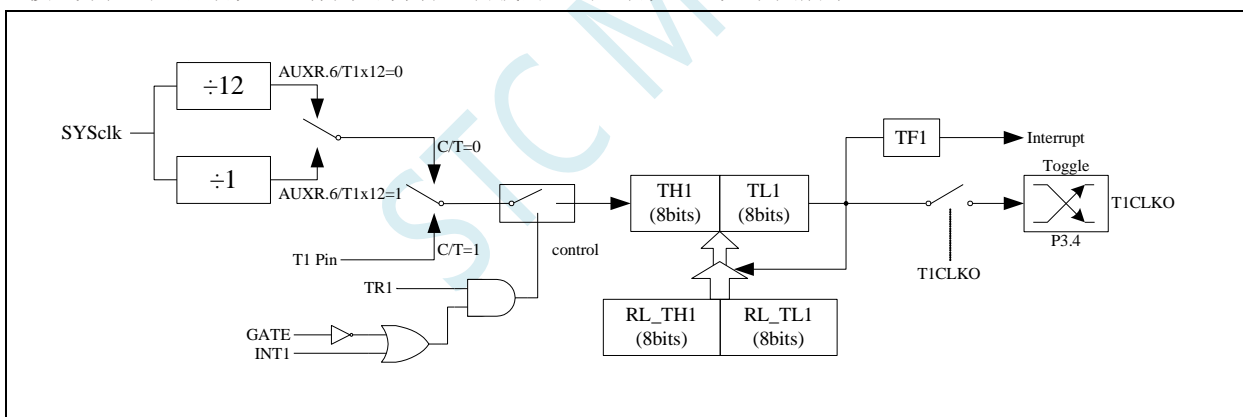 ÷12
AUXR.6/T1x12=0
SYSclk
÷1
AUXR.6/T1x12=1
C/T=0
C/T=1
T1 Pin
TR1
GATE
INT1
control
TH1
(8bits)
TL1
(8bits)
RL_TH1
(8bits)
RL_TL1
(8bits)
TF1
Interrupt
Toggle
T1CLKO
P3.4
T1CLKO
STC M